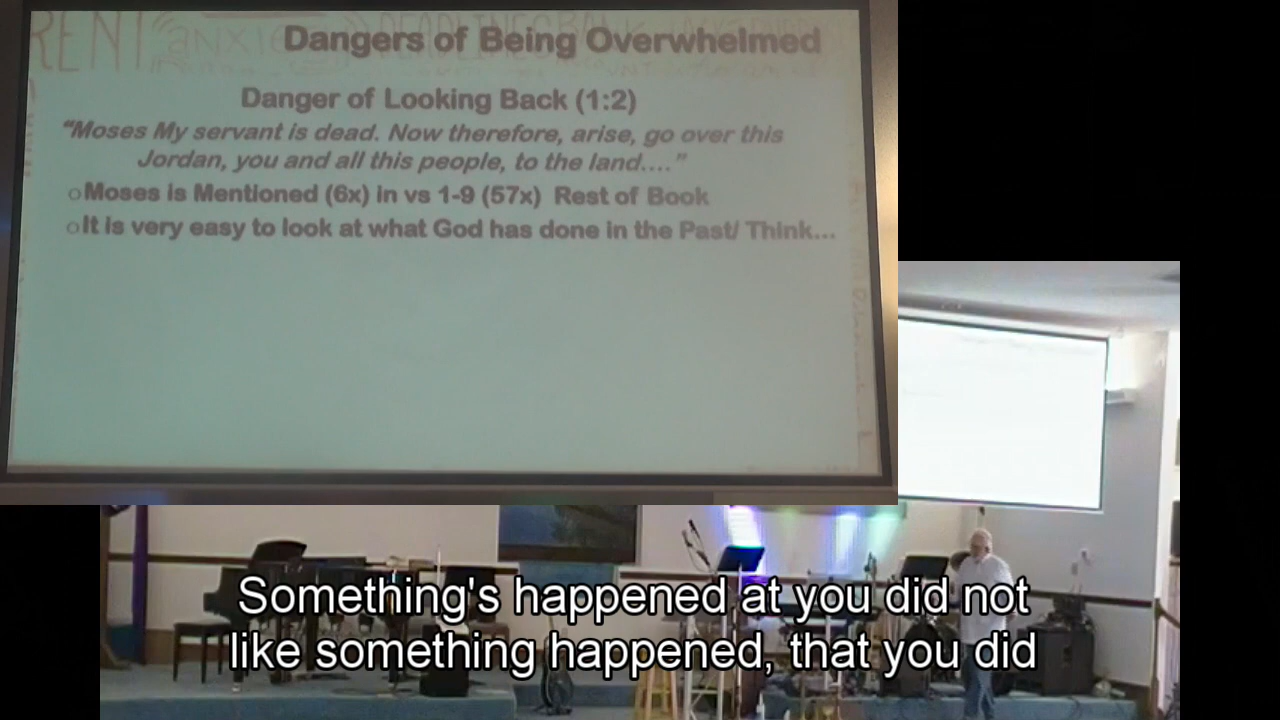 RENT
anxie
DEADLINES
Dangers of Being Overwhelmed
Danger of Looking Back (1:2)
“Moses My servant is dead. Now therefore, arise, go over this
Jordan, you and all this people, to the land....”
○Moses is Mentioned (6x) in vs 1-9 (57x) Rest of Book
○It is very easy to look at what God has done in the Past/ Think...
Something's happened at you did not
like something happened, that you did